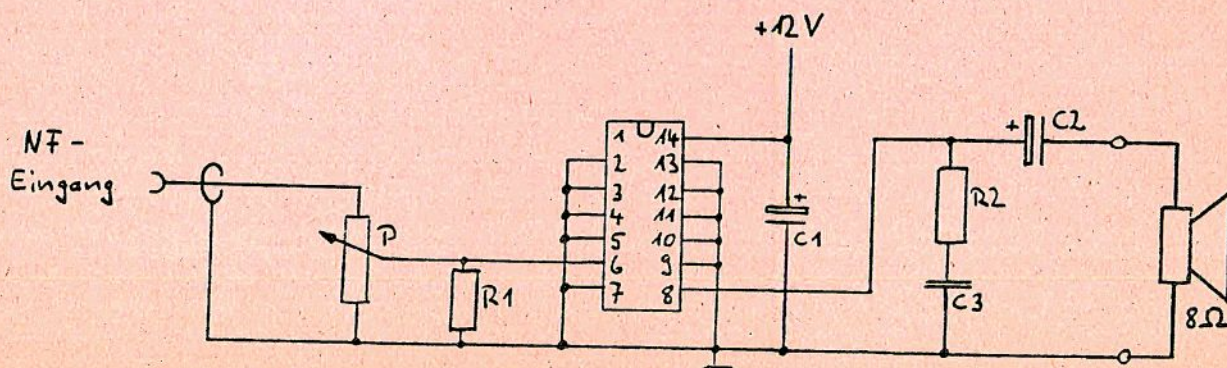 +12V
NF-
Eingang
P
R1
1 14
2 13
3 12
4 11
5 10
6 9
7 8
+
C1
R2
C3
+
C2
8Ω